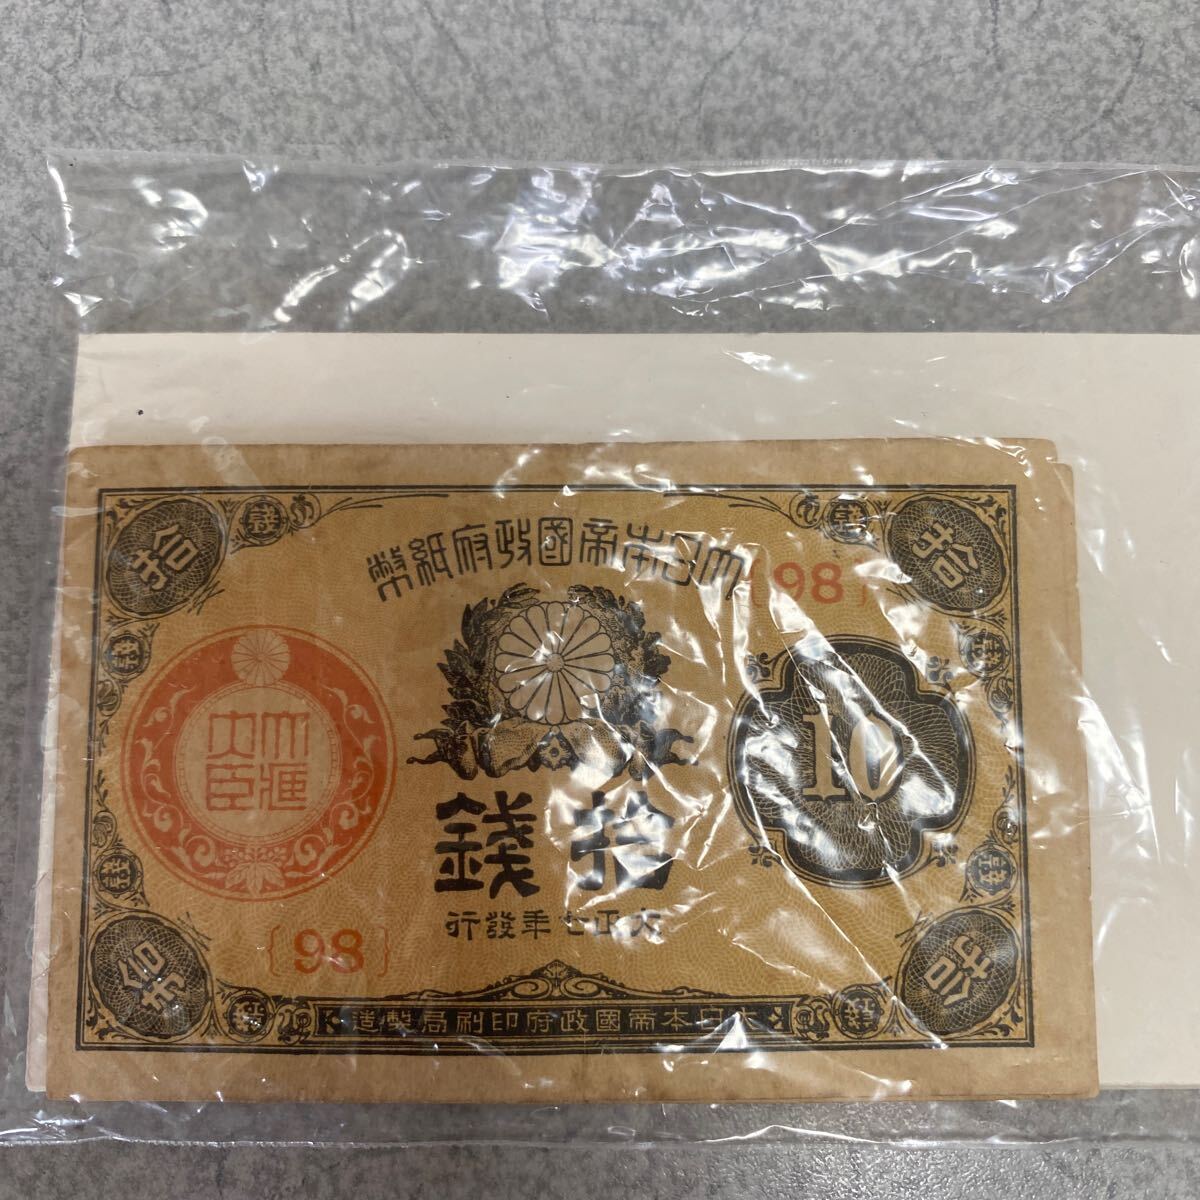 大日本帝國政府紙幣
{98}
拾
拾
拾
拾
大藏
大臣
10
拾錢
大正七年發行
{98}
大日本帝國政府印刷局製造